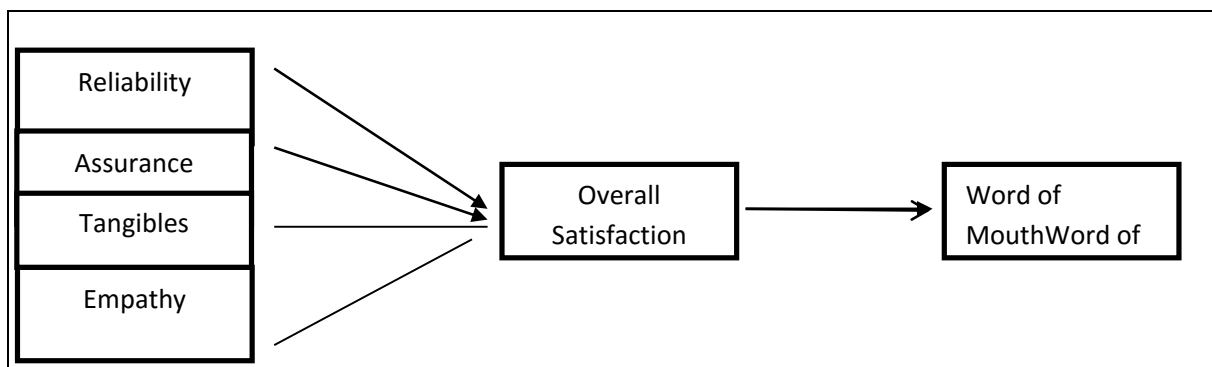 Reliability
Assurance
Tangibles
Empathy
Overall
Satisfaction
Word of
MouthWord of